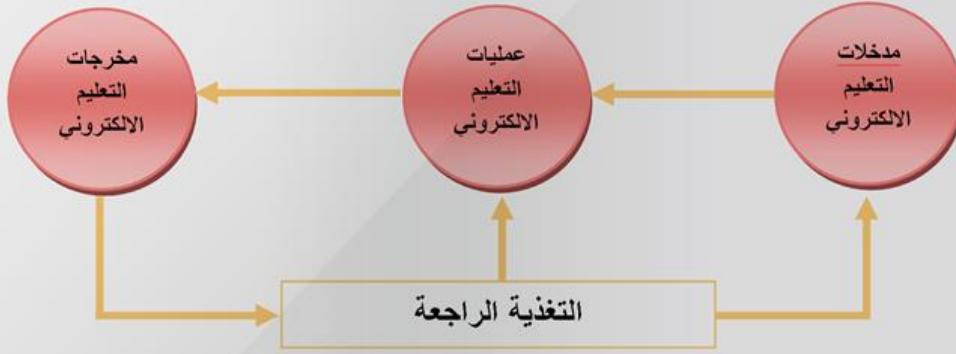 مدخلات
التعليم
الالكتروني
عمليات
التعليم
الالكتروني
مخرجات
التعليم
الالكتروني
التغذية الراجعة